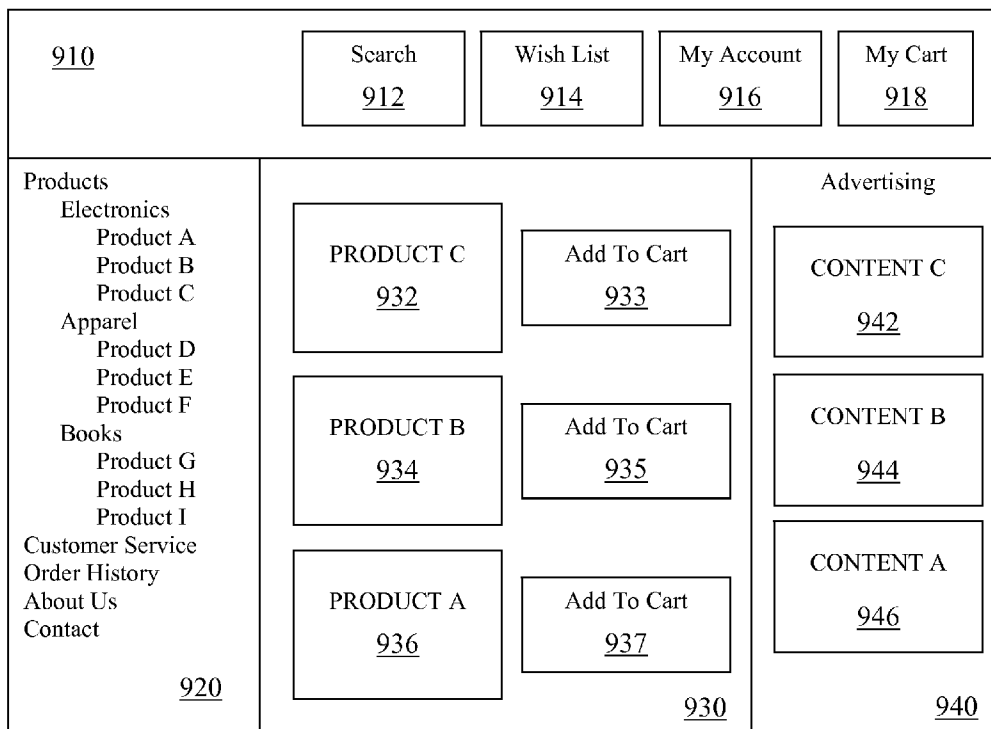 910
Search
912
Wish List
914
My Account
916
My Cart
918
Products
Electronics
Product A
Product B
Product C
Apparel
Product D
Product E
Product F
Books
Product G
Product H
Product I
Customer Service
Order History
About Us
Contact
920
PRODUCT C
932
Add To Cart
933
PRODUCT B
934
Add To Cart
935
PRODUCT A
936
Add To Cart
937
930
Advertising
CONTENT C
942
CONTENT B
944
CONTENT A
946
940